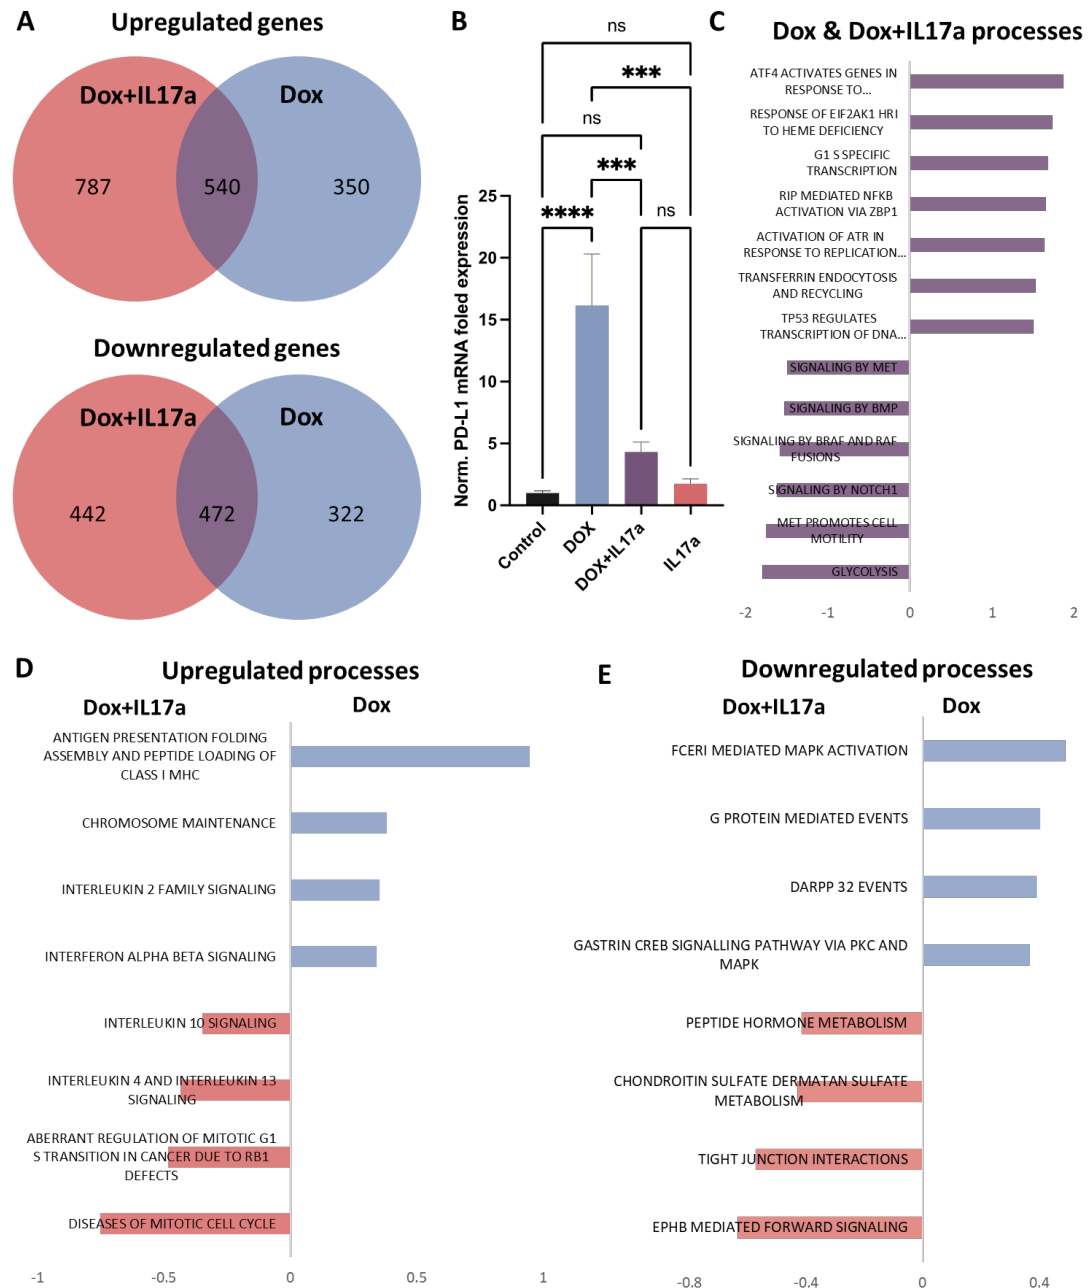 A
Upregulated genes
Dox+IL17a
Dox
787
540
350
Downregulated genes
Dox+IL17a
Dox
442
472
322
B
ns
***
ns
***
****
ns
Norm. PD-L1 mRNA foled expression
25
20
15
10
5
0
Control
DOX
DOX+IL17a
IL17a
C
Dox & Dox+IL17a processes
ATF4 ACTIVATES GENES IN
RESPONSE TO...
RESPONSE OF EIF2AK1 HRI
TO HEME DEFICIENCY
G1 S SPECIFIC
TRANSCRIPTION
RIP MEDIATED NFKB
ACTIVATION VIA ZBP1
ACTIVATION OF ATR IN
RESPONSE TO REPLICATION...
TRANSFERRIN ENDOCYTOSIS
AND RECYCLING
TP53 REGULATES
TRANSCRIPTION OF DNA...
SIGNALING BY MET
SIGNALING BY BMP
SIGNALING BY BRAF AND RAF
FUSIONS
SIGNALING BY NOTCH1
MET PROMOTES CELL
MOTILITY
GLYCOLYSIS
-2
-1
0
1
2
D
Upregulated processes
Dox+IL17a
Dox
ANTIGEN PRESENTATION FOLDING
ASSEMBLY AND PEPTIDE LOADING OF
CLASS I MHC
CHROMOSOME MAINTENANCE
INTERLEUKIN 2 FAMILY SIGNALING
INTERFERON ALPHA BETA SIGNALING
INTERLEUKIN 10 SIGNALING
INTERLEUKIN 4 AND INTERLEUKIN 13
SIGNALING
ABERRANT REGULATION OF MITOTIC G1
S TRANSITION IN CANCER DUE TO RB1
DEFECTS
DISEASES OF MITOTIC CELL CYCLE
-1
-0.5
0
0.5
1
E
Downregulated processes
Dox+IL17a
Dox
FCERI MEDIATED MAPK ACTIVATION
G PROTEIN MEDIATED EVENTS
DARPP 32 EVENTS
GASTRIN CREB SIGNALLING PATHWAY VIA PKC AND
MAPK
PEPTIDE HORMONE METABOLISM
CHONDROITIN SULFATE DERMATAN SULFATE
METABOLISM
TIGHT JUNCTION INTERACTIONS
EPHB MEDIATED FORWARD SIGNALING
-0.8
-0.4
0
0.4